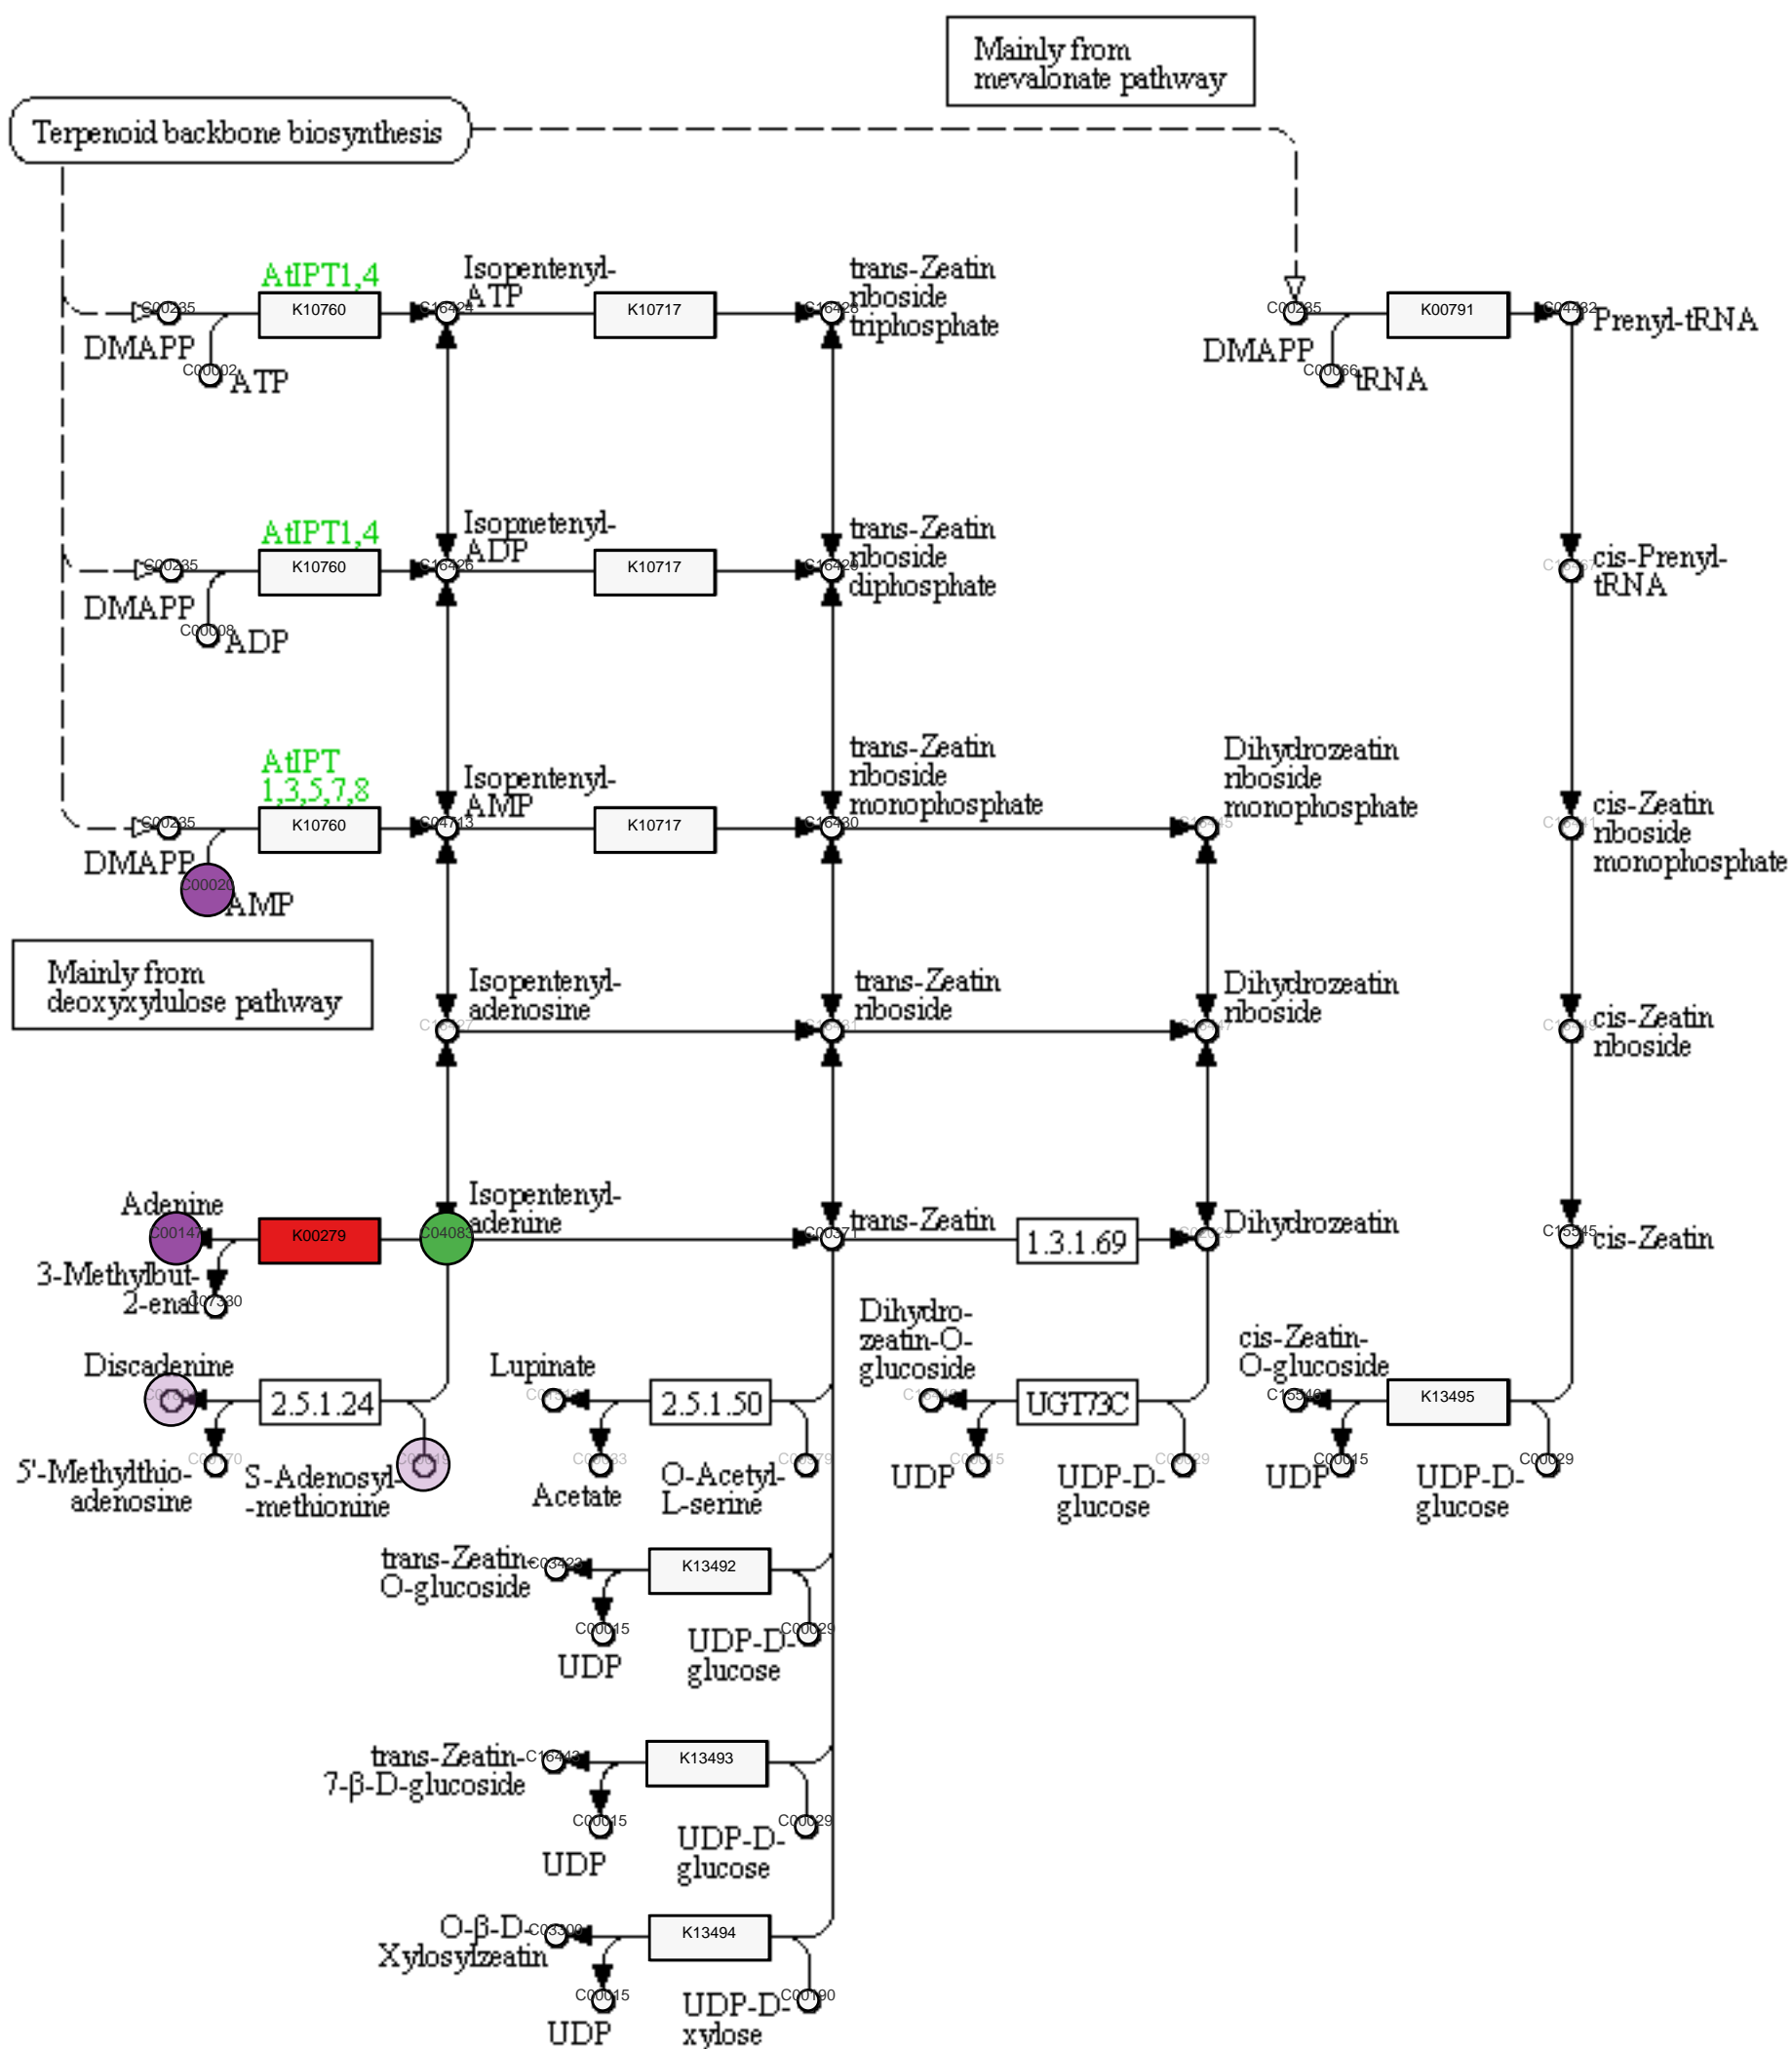 Mainly from
mevalonate pathway
Terpenoid backbone biosynthesis
AtIPT1,4
Isopentenyl-
ATP
trans-Zeatin
riboside
triphosphate
C00235
K10760
C16424
K10717
C16428
C00235
K00791
C04432
Prenyl-tRNA
DMAPP
C00002
ATP
DMAPP
C00066
tRNA
AtIPT1,4
Isopnetenyl-
ADP
trans-Zeatin
riboside
diphosphate
C00235
K10760
C16426
K10717
C16429
cis-Prenyl-
tRNA
DMAPP
C00008
ADP
AtIPT
1,3,5,7,8
Isopentenyl-
AMP
trans-Zeatin
riboside
monophosphate
Dihydrozeatin
riboside
monophosphate
C00235
K10760
C04713
K10717
C16430
cis-Zeatin
riboside
monophosphate
DMAPP
C00020
AMP
Mainly from
deoxyxylulose pathway
Isopentenyl-
adenosine
trans-Zeatin
riboside
Dihydrozeatin
riboside
cis-Zeatin
riboside
Adenine
Isopentenyl-
adenine
C00147
K00279
C04083
C00371
trans-Zeatin
1.3.1.69
Dihydrozeatin
C15545
cis-Zeatin
3-Methylbut-
2-enal
C07330
Discadenine
2.5.1.24
Lupinate
2.5.1.50
Dihydro-
zeatin-O-
glucoside
UGT73C
cis-Zeatin-
O-glucoside
C15546
K13495
5'-Methylthio-
adenosine
C00170
S-Adenosyl-
-methionine
C00019
Acetate
C00033
O-Acetyl-
L-serine
C00979
UDP
C00015
UDP-D-
glucose
C00029
UDP
C00015
UDP-D-
glucose
C00029
trans-Zeatin-
O-glucoside
C03423
K13492
C00015
UDP
UDP-D-
glucose
C00029
trans-Zeatin-
7-β-D-glucoside
C16443
K13493
C00015
UDP
UDP-D-
glucose
C00029
O-β-D-
Xylosylzeatin
C03300
K13494
C00015
UDP
UDP-D-
xylose
C00190